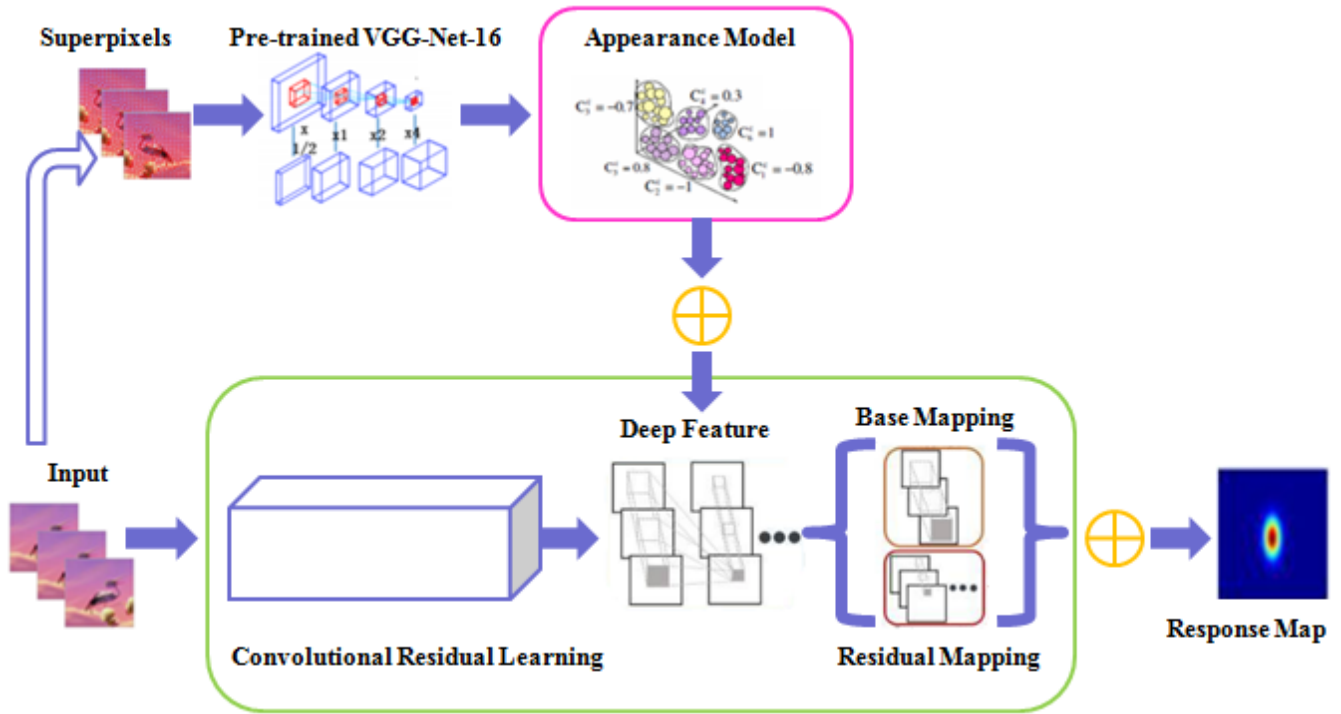 Superpixels
Pre-trained VGG-Net-16
Appearance Model
x
1/2
x1
x2
x4
= −0.7
= 0.3
= 1
= 0.8
= −1
= −0.8
Deep Feature
Base Mapping
Input
Convolutional Residual Learning
Residual Mapping
Response Map